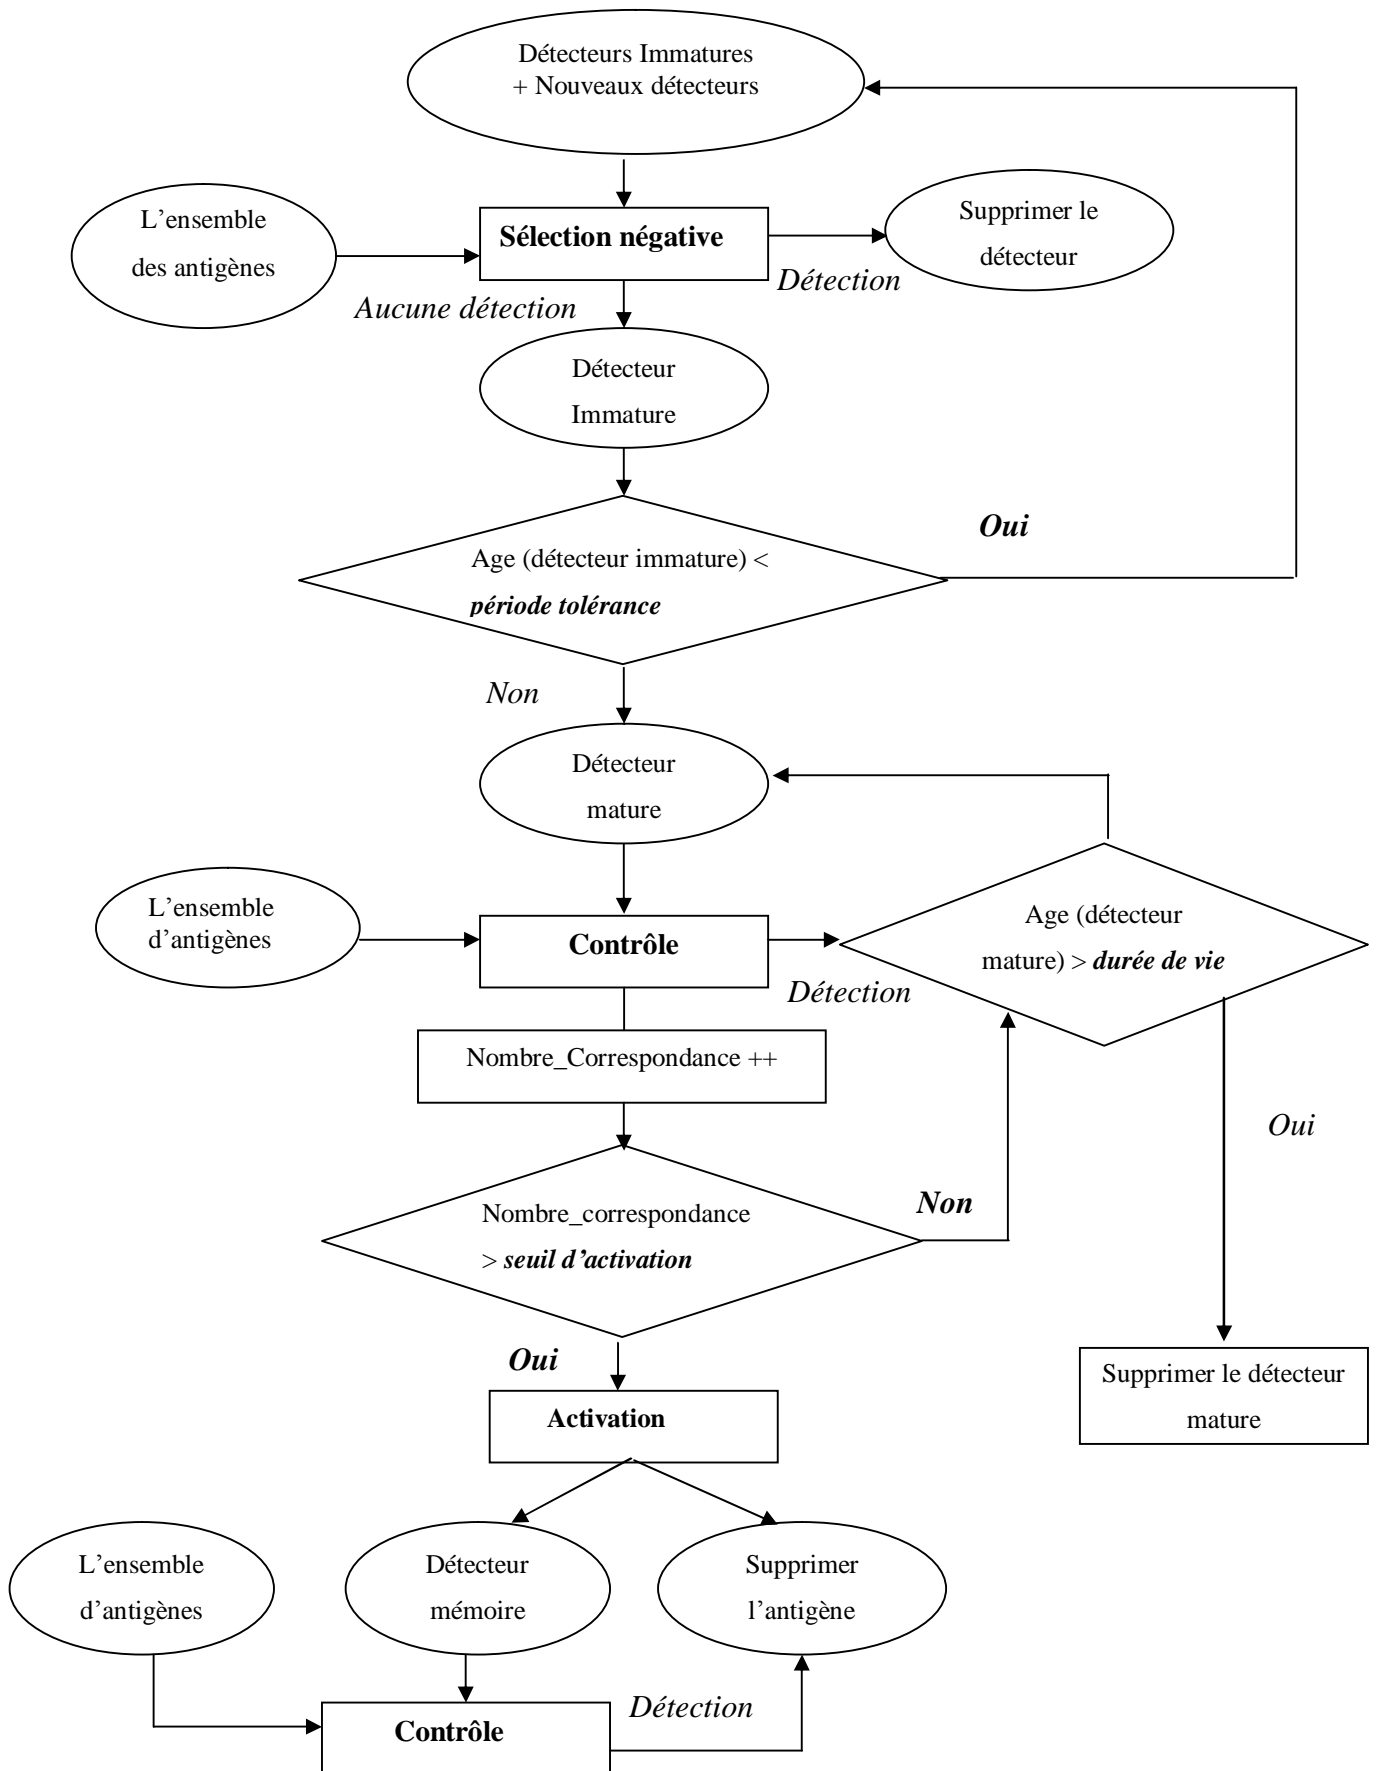 Détecteurs Immatures
+ Nouveaux détecteurs
L’ensemble
des antigènes
Sélection négative
Supprimer le
détecteur
Détection
Aucune détection
Détecteur
Immature
Oui
Age (détecteur immature) <
période tolérance
Non
Détecteur
mature
L’ensemble
d’antigènes
Contrôle
Age (détecteur
mature) > durée de vie
Détection
Nombre_Correspondance ++
Oui
Nombre_correspondance
> seuil d’activation
Non
Oui
Activation
Supprimer le détecteur
mature
L’ensemble
d’antigènes
Détecteur
mémoire
Supprimer
l’antigène
Détection
Contrôle